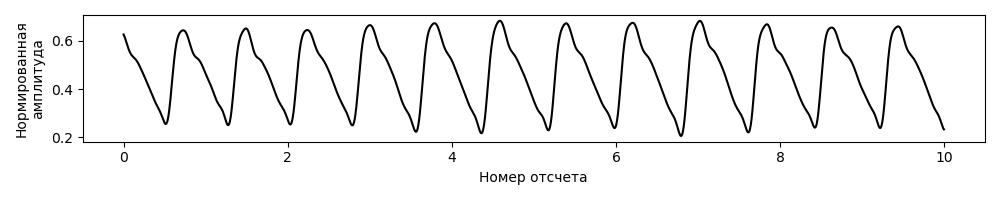 Нормированная
амплитуда
0.6
0.4
0.2
0 2 4 6 8 10
Номер отсчета